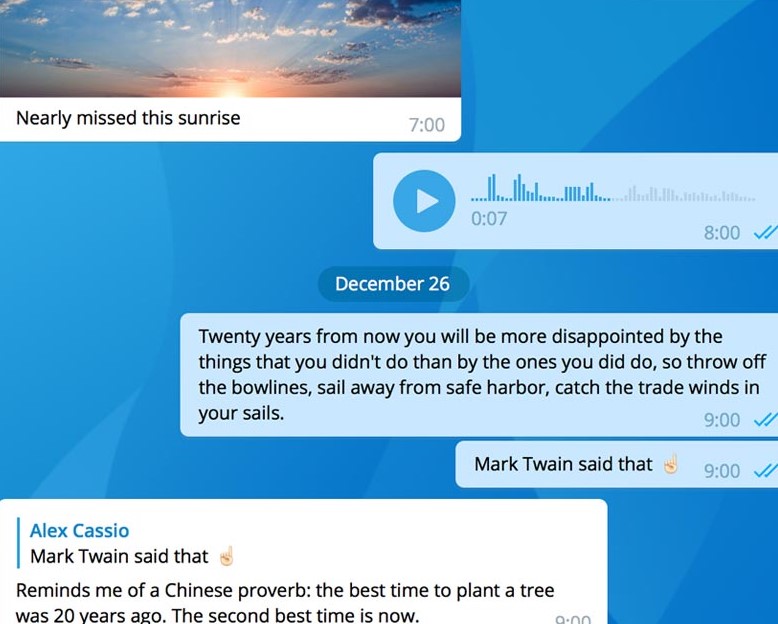 Nearly missed this sunrise
7:00
0:07
8:00
December 26
Twenty years from now you will be more disappointed by the
things that you didn't do than by the ones you did do, so throw off
the bowlines, sail away from safe harbor, catch the trade winds in
your sails.
9:00
Mark Twain said that ☝🏻
9:00
Alex Cassio
Mark Twain said that ☝🏻
Reminds me of a Chinese proverb: the best time to plant a tree
was 20 years ago. The second best time is now.
9:00